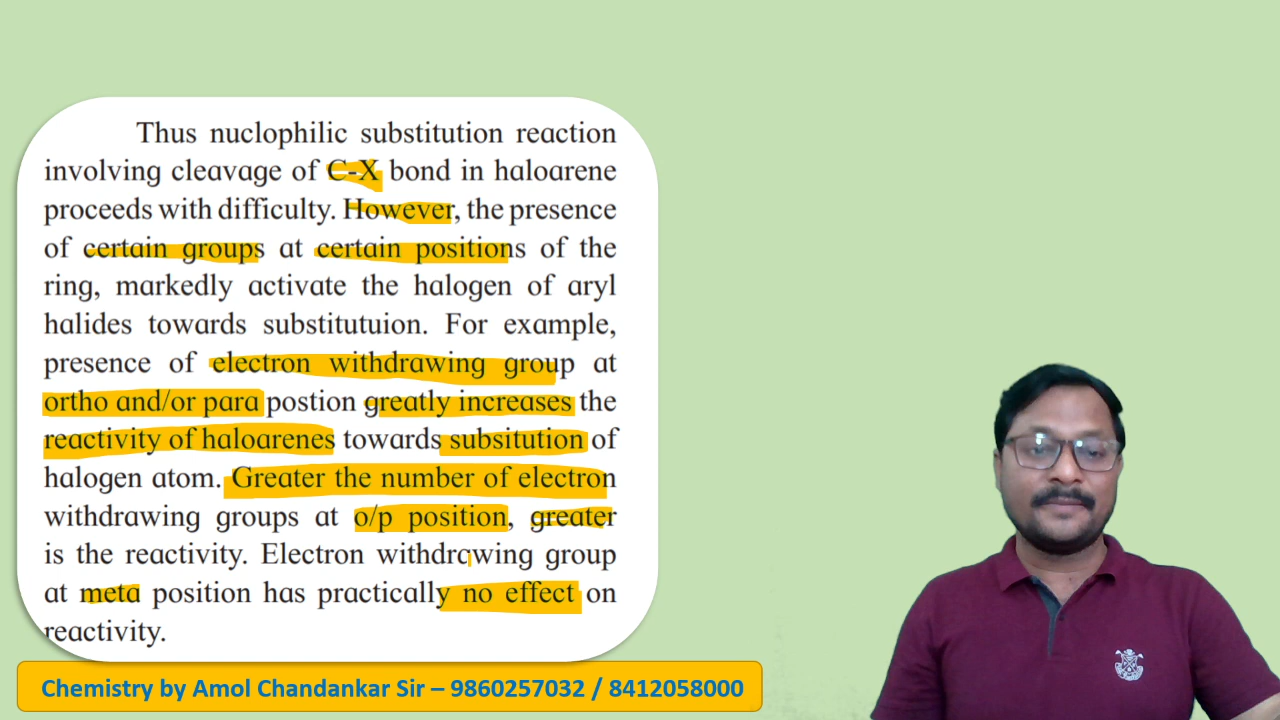 Thus nuclophilic substitution reaction
involving cleavage of C-X bond in haloarene
proceeds with difficulty. However, the presence
of certain groups at certain positions of the
ring, markedly activate the halogen of aryl
halides towards substitutuion. For example,
presence of electron withdrawing group at
ortho and/or para postion greatly increases the
reactivity of haloarenes towards subsitution of
halogen atom. Greater the number of electron
withdrawing groups at o/p position, greater
is the reactivity. Electron withdrawing group
at meta position has practically no effect on
reactivity.
Chemistry by Amol Chandankar Sir – 9860257032 / 8412058000